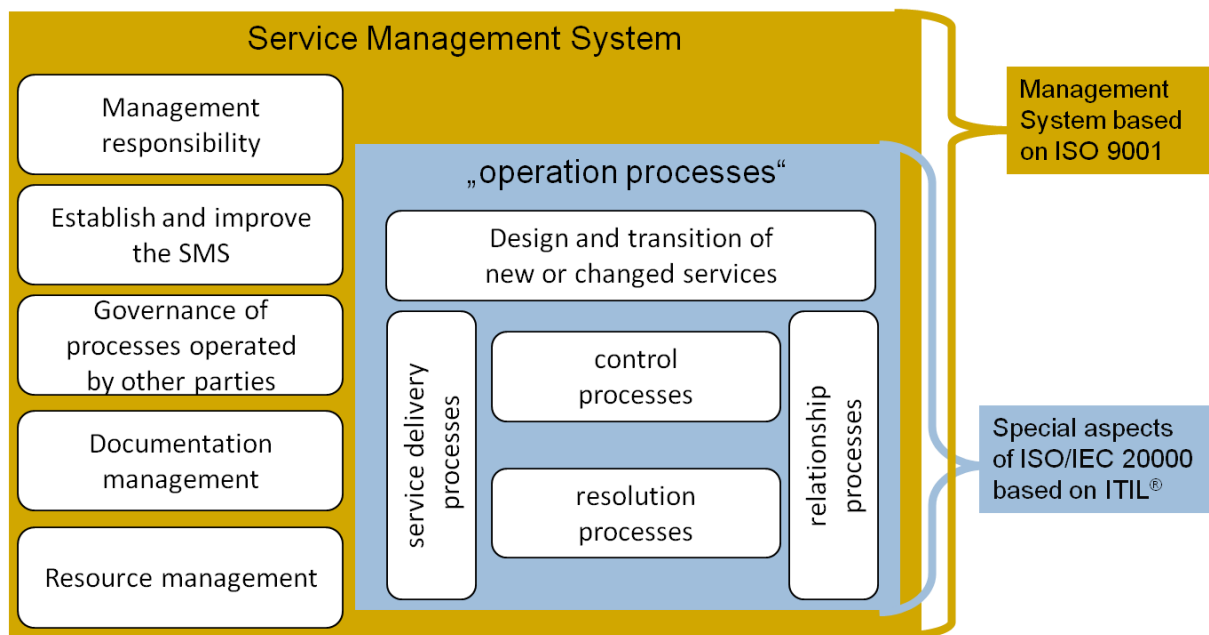 Service Management System
Management
responsibility
Establish and improve
the SMS
Governance of
processes operated
by other parties
Documentation
management
Resource management
„operation processes“
Design and transition of
new or changed services
service delivery
processes
control
processes
resolution
processes
relationship
processes
Management
System based
on ISO 9001
Special aspects
of ISO/IEC 20000
based on ITIL®